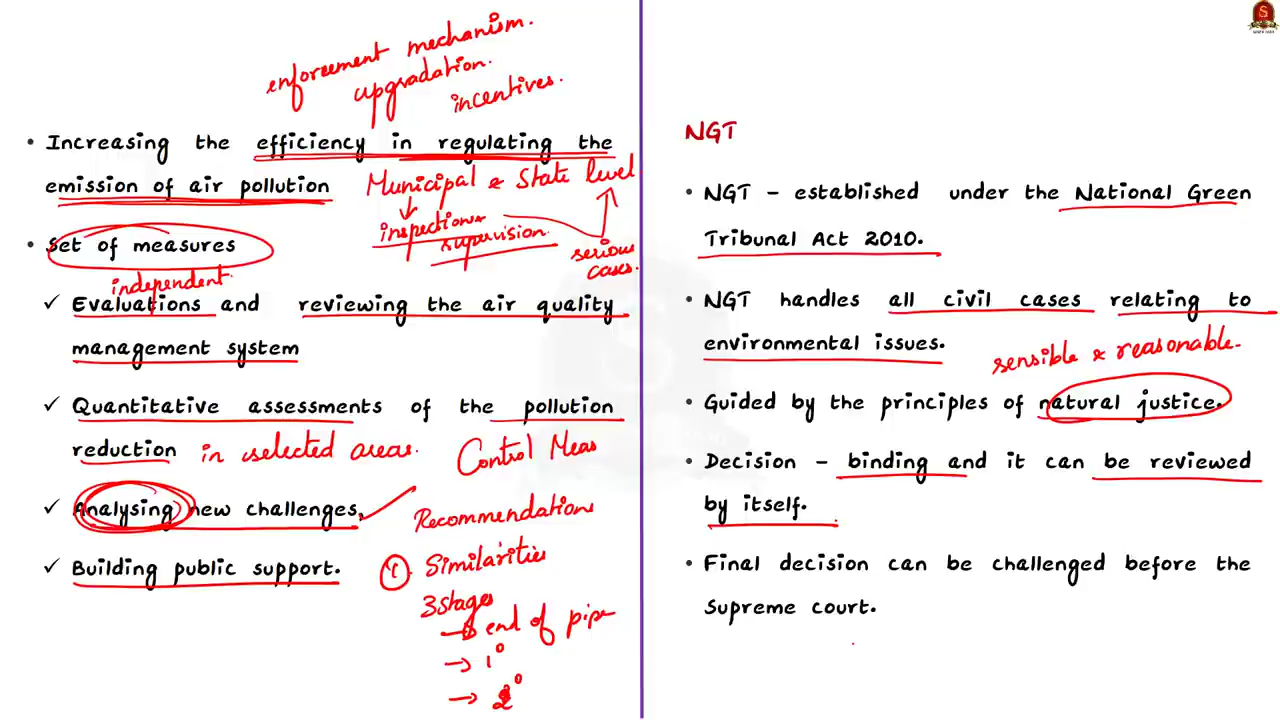 enforcement mechanism.
upgradation.
incentives.
• Increasing the efficiency in regulating the
emission of air pollution
Municipal & State level
inspection &
supervision.
serious
cases.
• Set of measures
independent.
✓ Evaluations and reviewing the air quality
management system
✓ Quantitative assessments of the pollution
reduction in selected areas.
Control Meas
✓ Analysing new challenges.
Recommendations
✓ Building public support.
① Similarities
3 stages
→ end of pipe
→ 1°
→ 2°
NGT
• NGT – established under the National Green
Tribunal Act 2010.
• NGT handles all civil cases relating to
environmental issues.
sensible & reasonable.
• Guided by the principles of natural justice.
• Decision – binding and it can be reviewed
by itself.
• Final decision can be challenged before the
Supreme court.